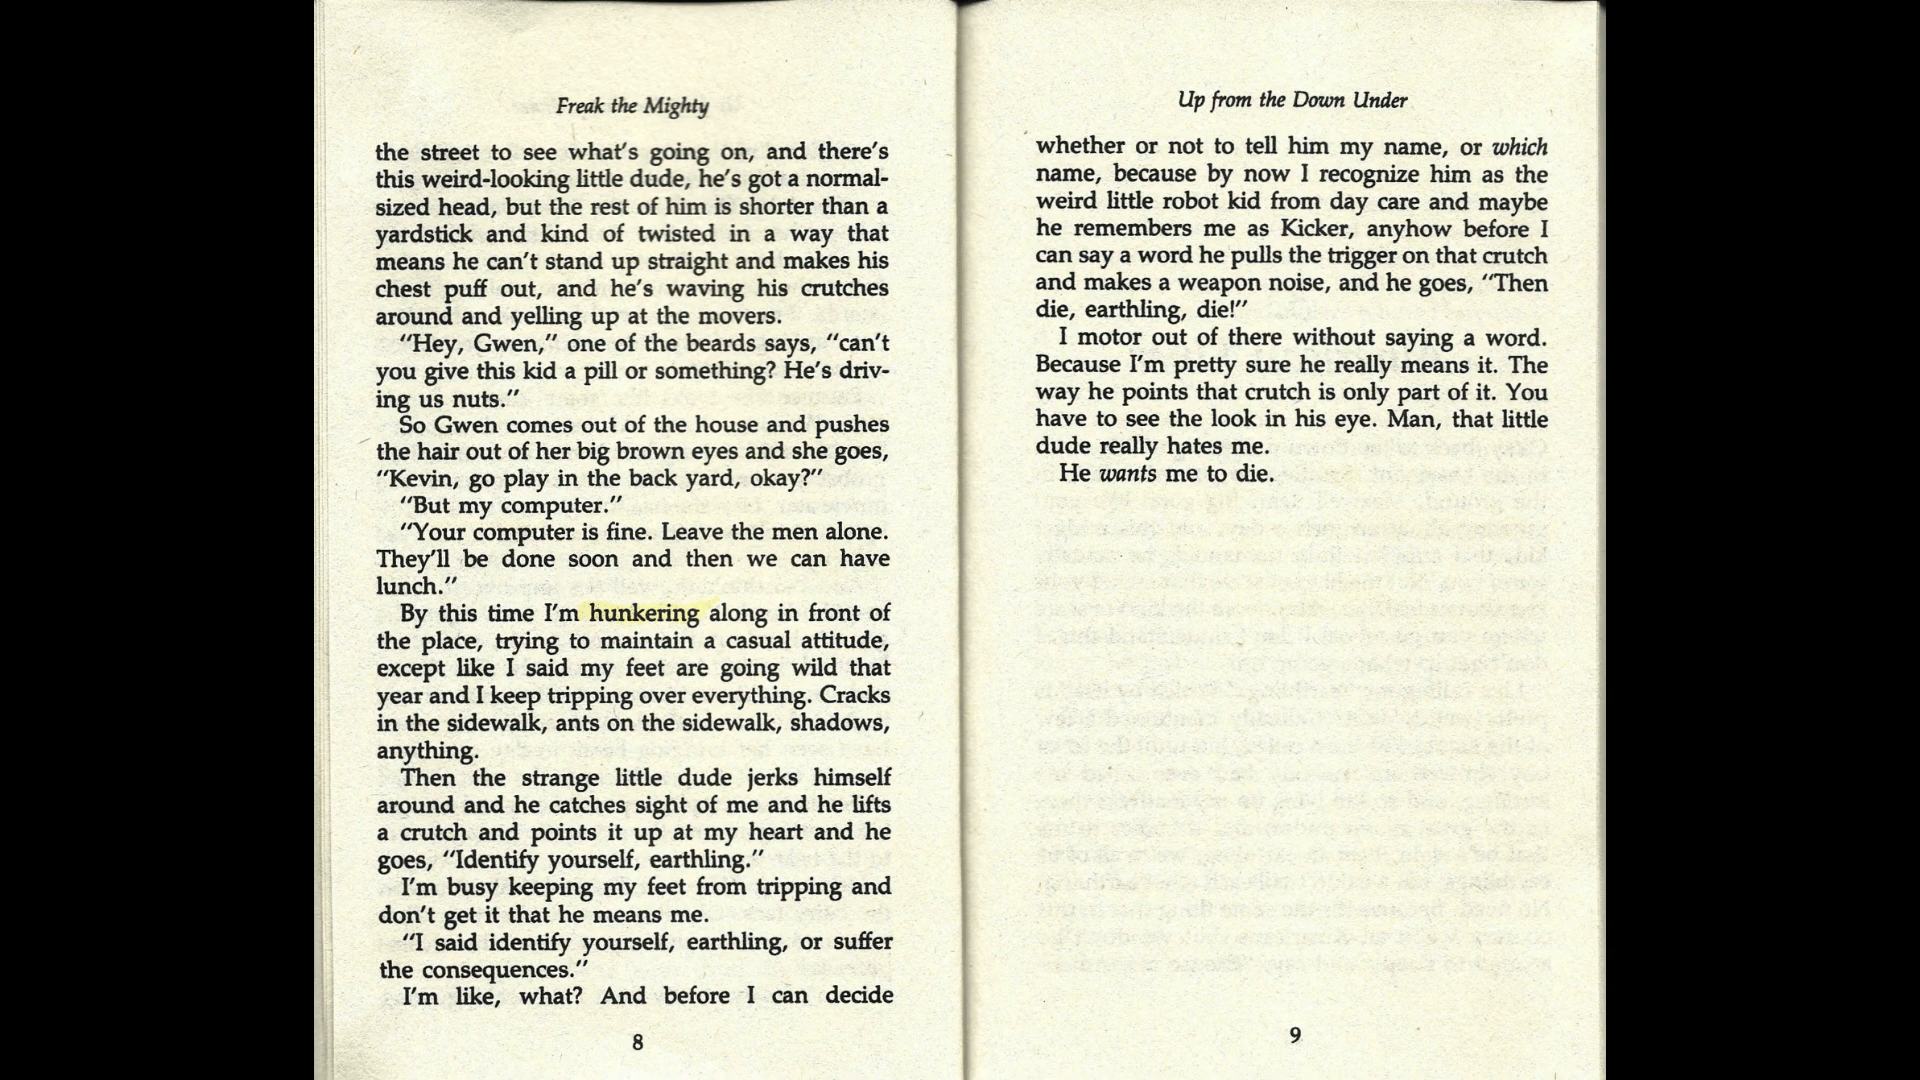 Freak the Mighty
the street to see what's going on, and there's
this weird-looking little dude, he's got a normal-
sized head, but the rest of him is shorter than a
yardstick and kind of twisted in a way that
means he can't stand up straight and makes his
chest puff out, and he's waving his crutches
around and yelling up at the movers.
“Hey, Gwen,” one of the beards says, “can't
you give this kid a pill or something? He's driv-
ing us nuts.”
So Gwen comes out of the house and pushes
the hair out of her big brown eyes and she goes,
“Kevin, go play in the back yard, okay?”
“But my computer.”
“Your computer is fine. Leave the men alone.
They'll be done soon and then we can have
lunch.”
By this time I'm hunkering along in front of
the place, trying to maintain a casual attitude,
except like I said my feet are going wild that
year and I keep tripping over everything. Cracks
in the sidewalk, ants on the sidewalk, shadows,
anything.
Then the strange little dude jerks himself
around and he catches sight of me and he lifts
a crutch and points it up at my heart and he
goes, “Identify yourself, earthling.”
I'm busy keeping my feet from tripping and
don't get it that he means me.
“I said identify yourself, earthling, or suffer
the consequences.”
I'm like, what? And before I can decide
8
Up from the Down Under
whether or not to tell him my name, or which
name, because by now I recognize him as the
weird little robot kid from day care and maybe
he remembers me as Kicker, anyhow before I
can say a word he pulls the trigger on that crutch
and makes a weapon noise, and he goes, “Then
die, earthling, die!”
I motor out of there without saying a word.
Because I'm pretty sure he really means it. The
way he points that crutch is only part of it. You
have to see the look in his eye. Man, that little
dude really hates me.
He wants me to die.
9